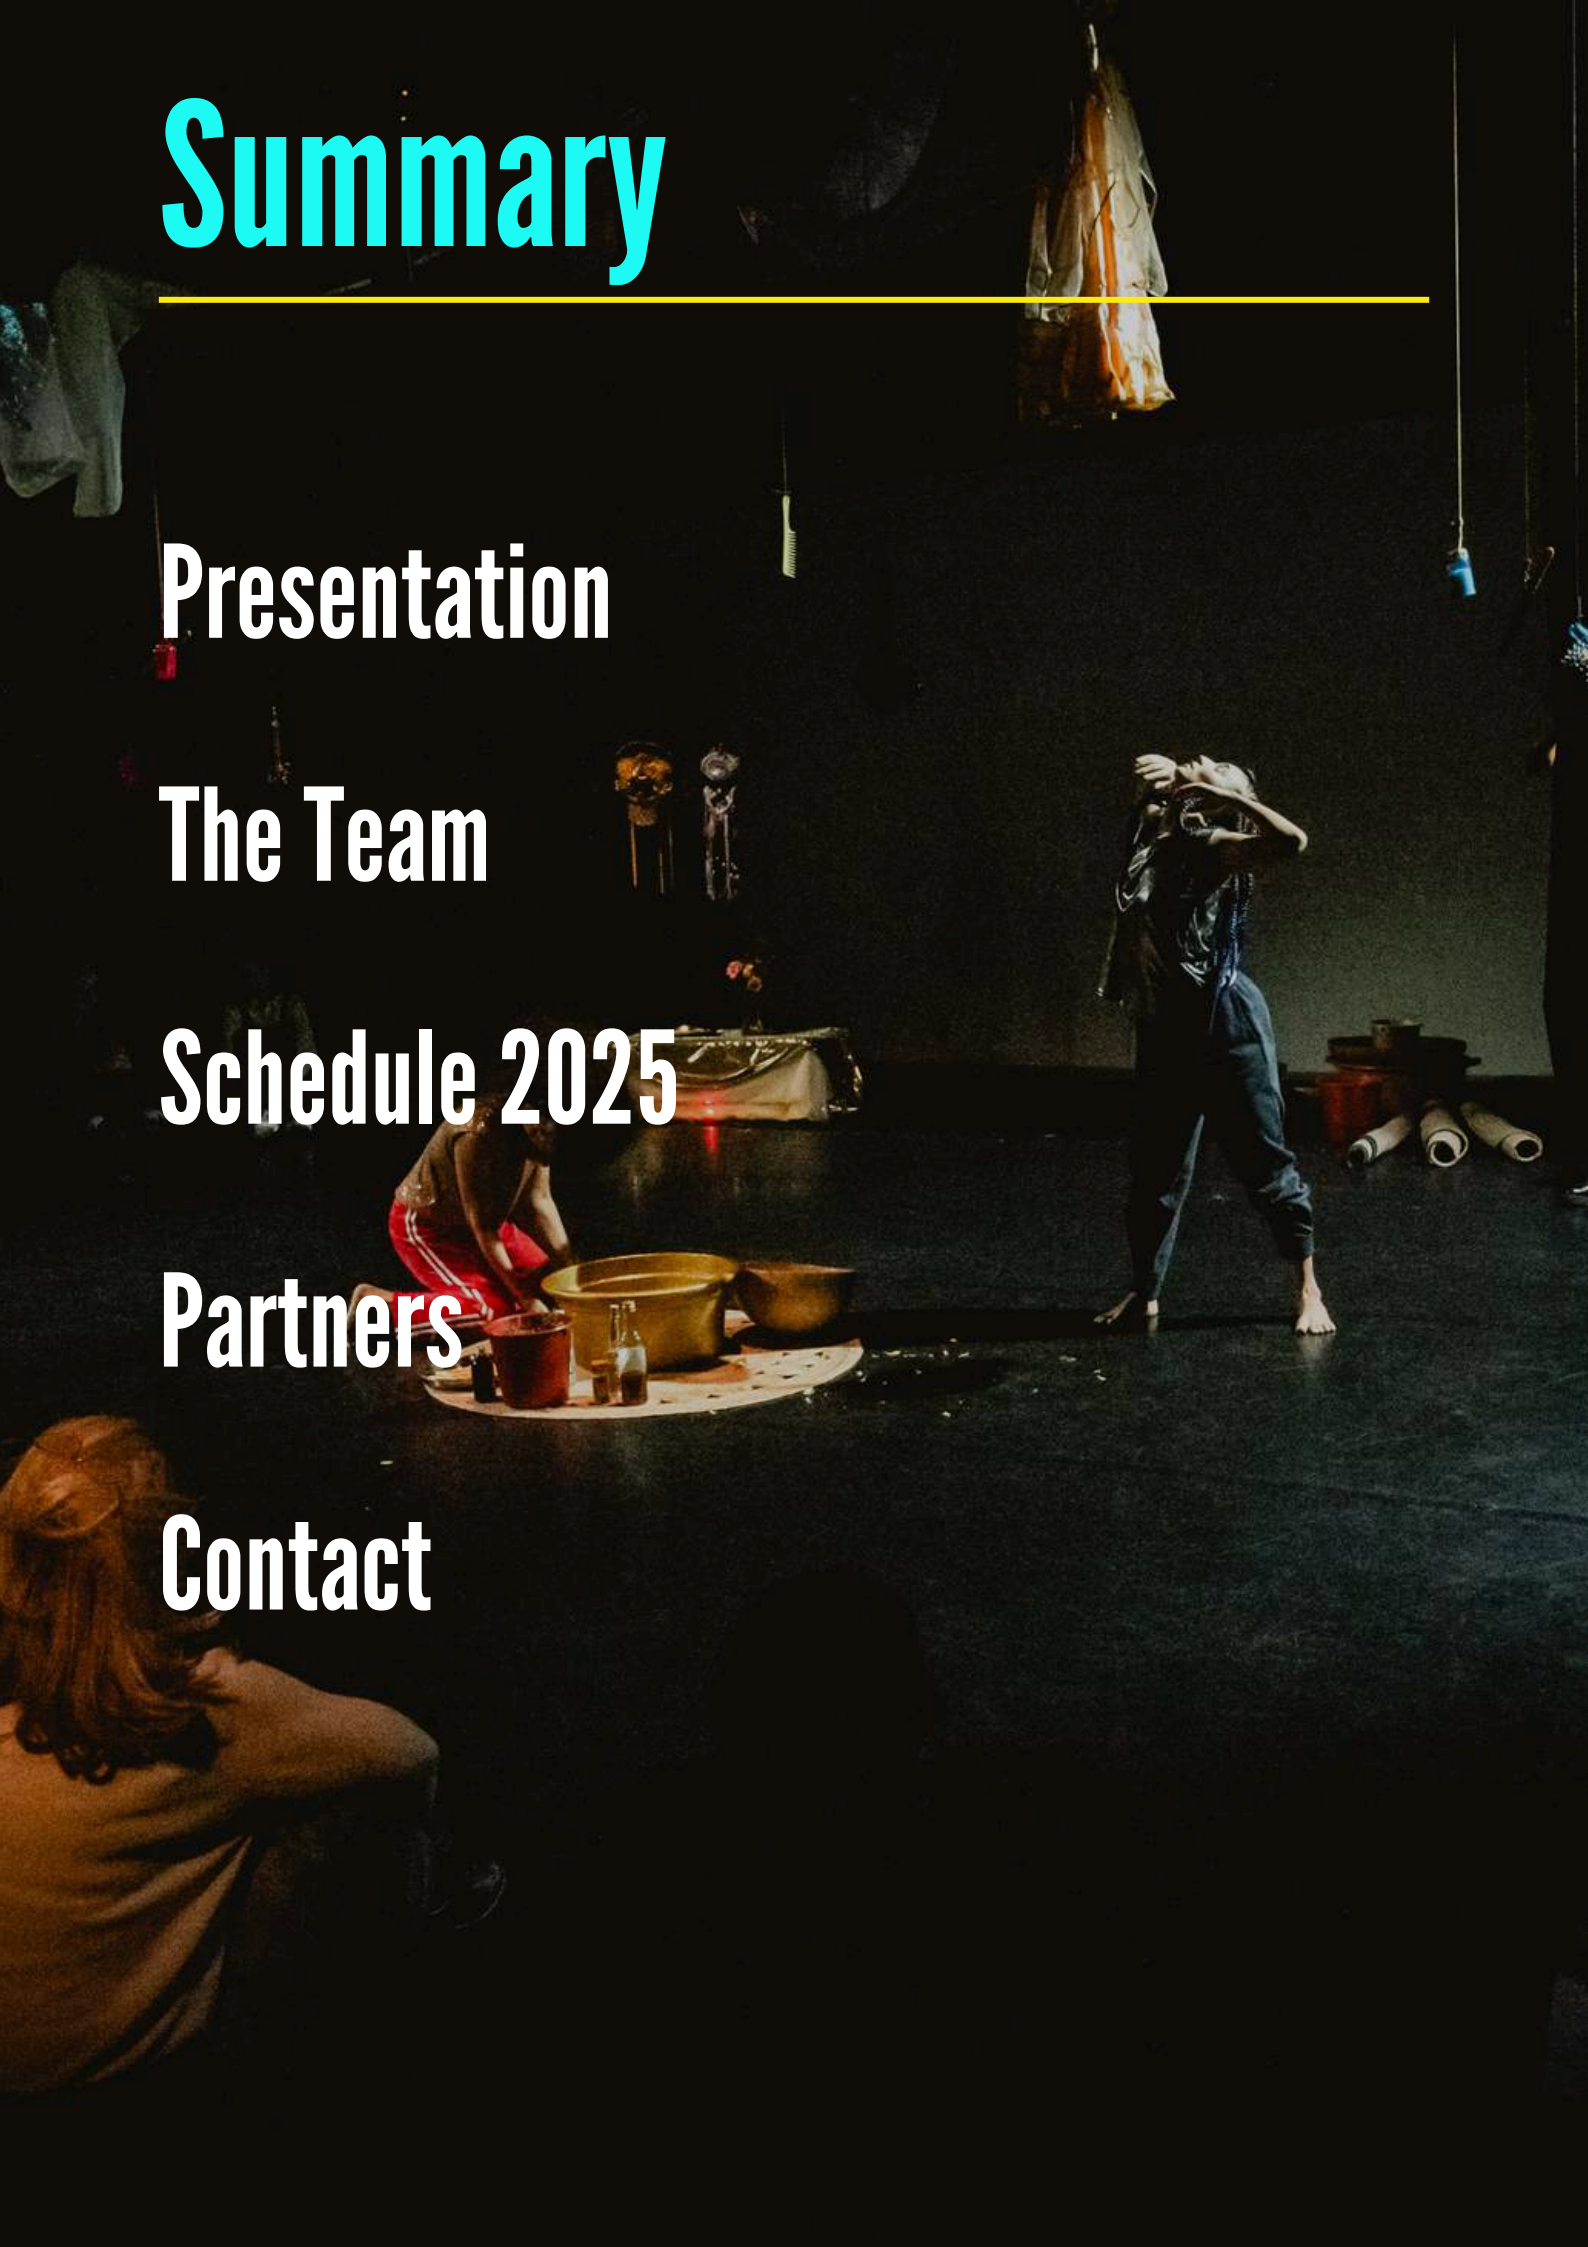 Summary
Presentation
The Team
Schedule 2025
Partners
Contact